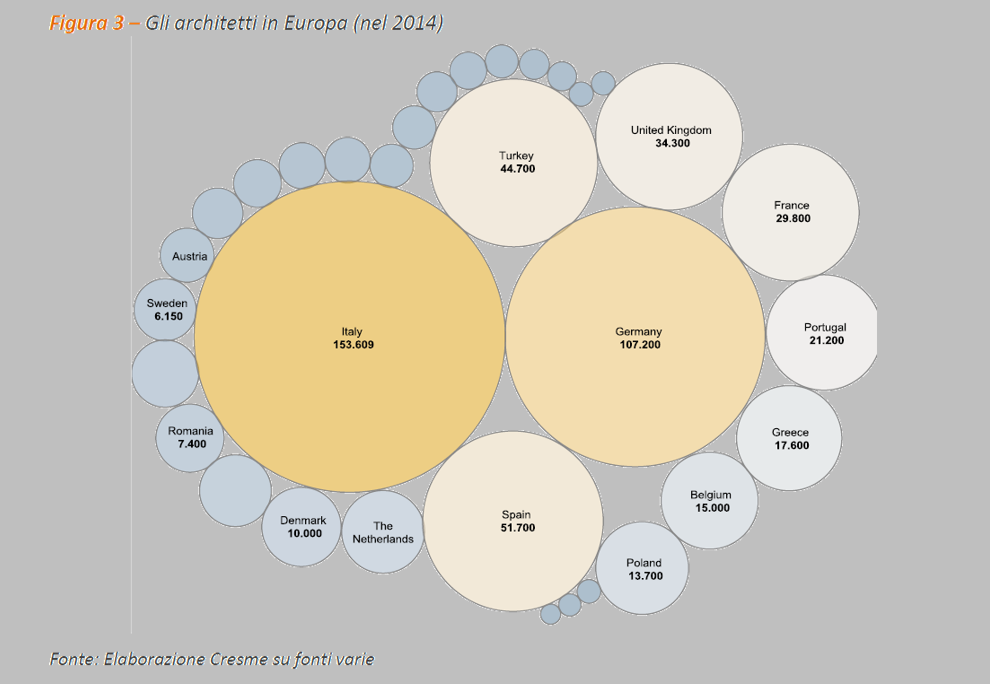 Figura 3 – Gli architetti in Europa (nel 2014)
Turkey
44.700
United Kingdom
34.300
France
29.800
Austria
Sweden
6.150
Italy
153.609
Germany
107.200
Portugal
21.200
Romania
7.400
Greece
17.600
Denmark
10.000
The
Netherlands
Spain
51.700
Belgium
15.000
Poland
13.700
Fonte: Elaborazione Cresme su fonti varie